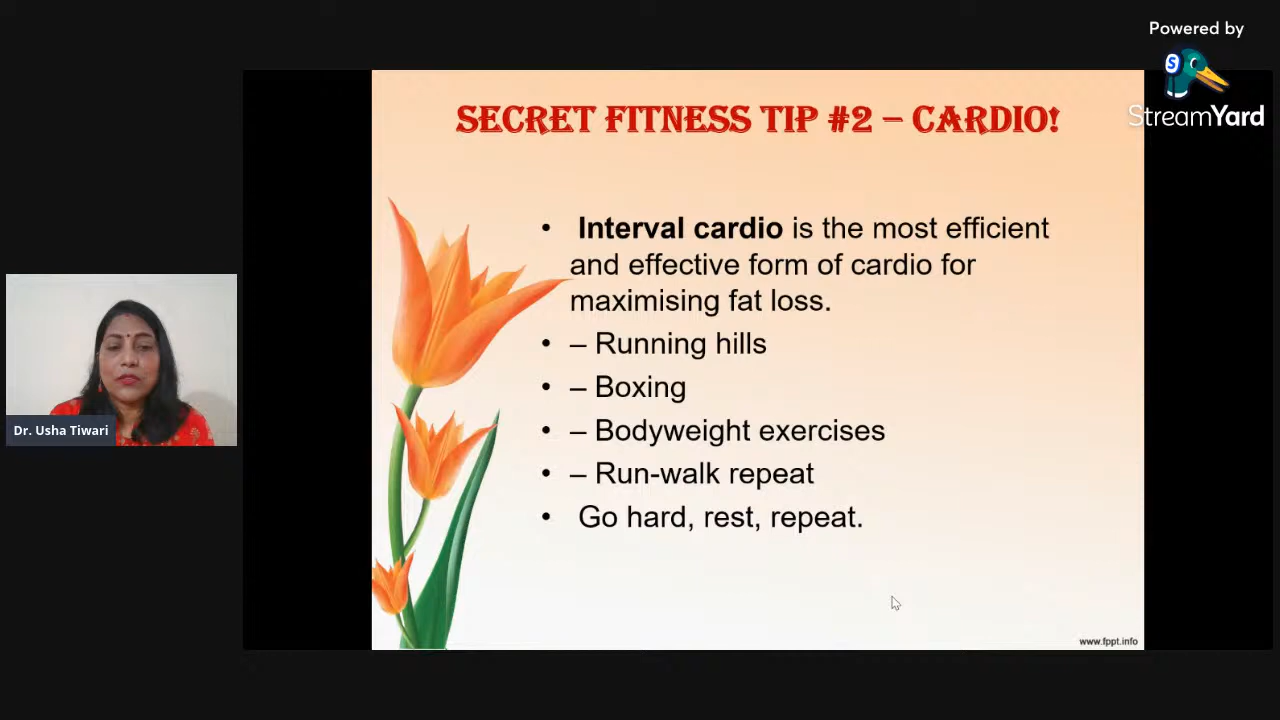 Powered by
StreamYard
SECRET FITNESS TIP #2 – CARDIO!
• Interval cardio is the most efficient
and effective form of cardio for
maximising fat loss.
• – Running hills
• – Boxing
• – Bodyweight exercises
• – Run-walk repeat
• Go hard, rest, repeat.
Dr. Usha Tiwari
www.fppt.info